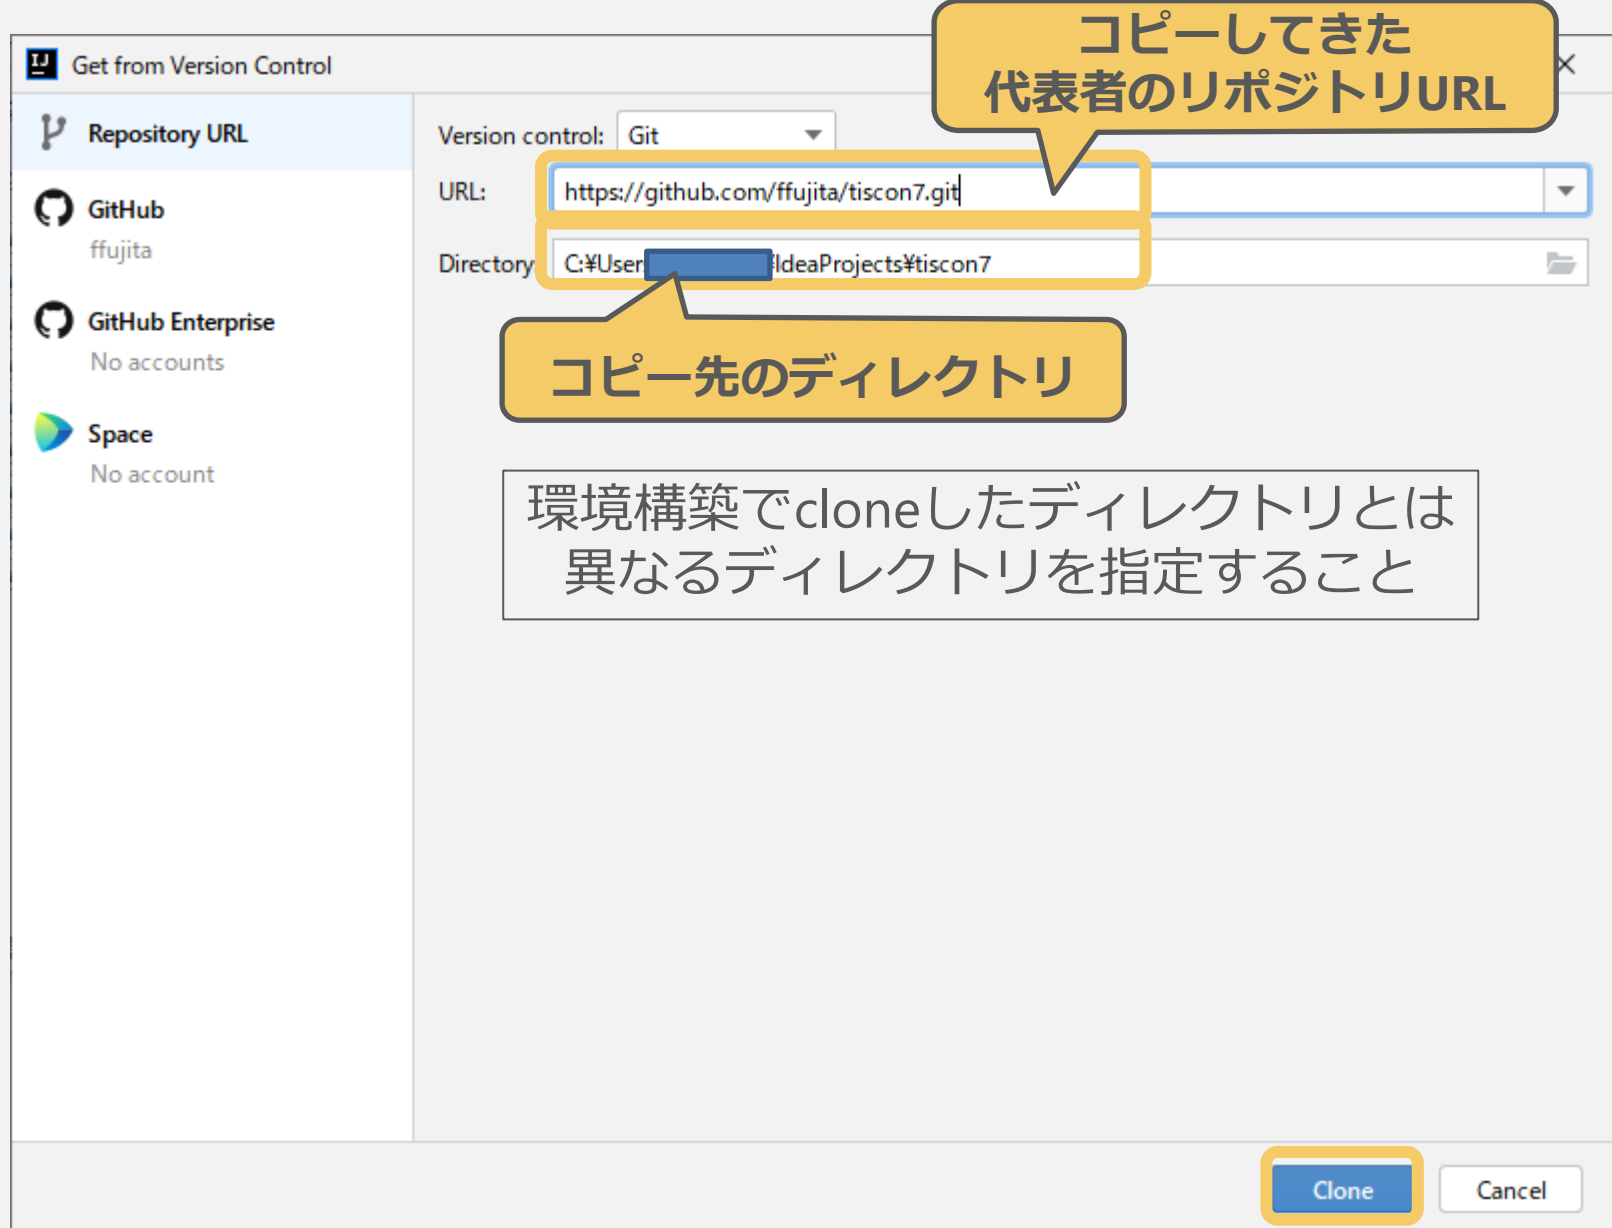 コピーしてきた
代表者のリポジトリURL
IJ Get from Version Control
Repository URL
Version control: Git
URL: https://github.com/ffujita/tiscon7.git
GitHub
ffujita
Directory C:¥User ¥IdeaProjects¥tiscon7
GitHub Enterprise
No accounts
コピー先のディレクトリ
Space
No account
環境構築でcloneしたディレクトリとは
異なるディレクトリを指定すること
Clone Cancel